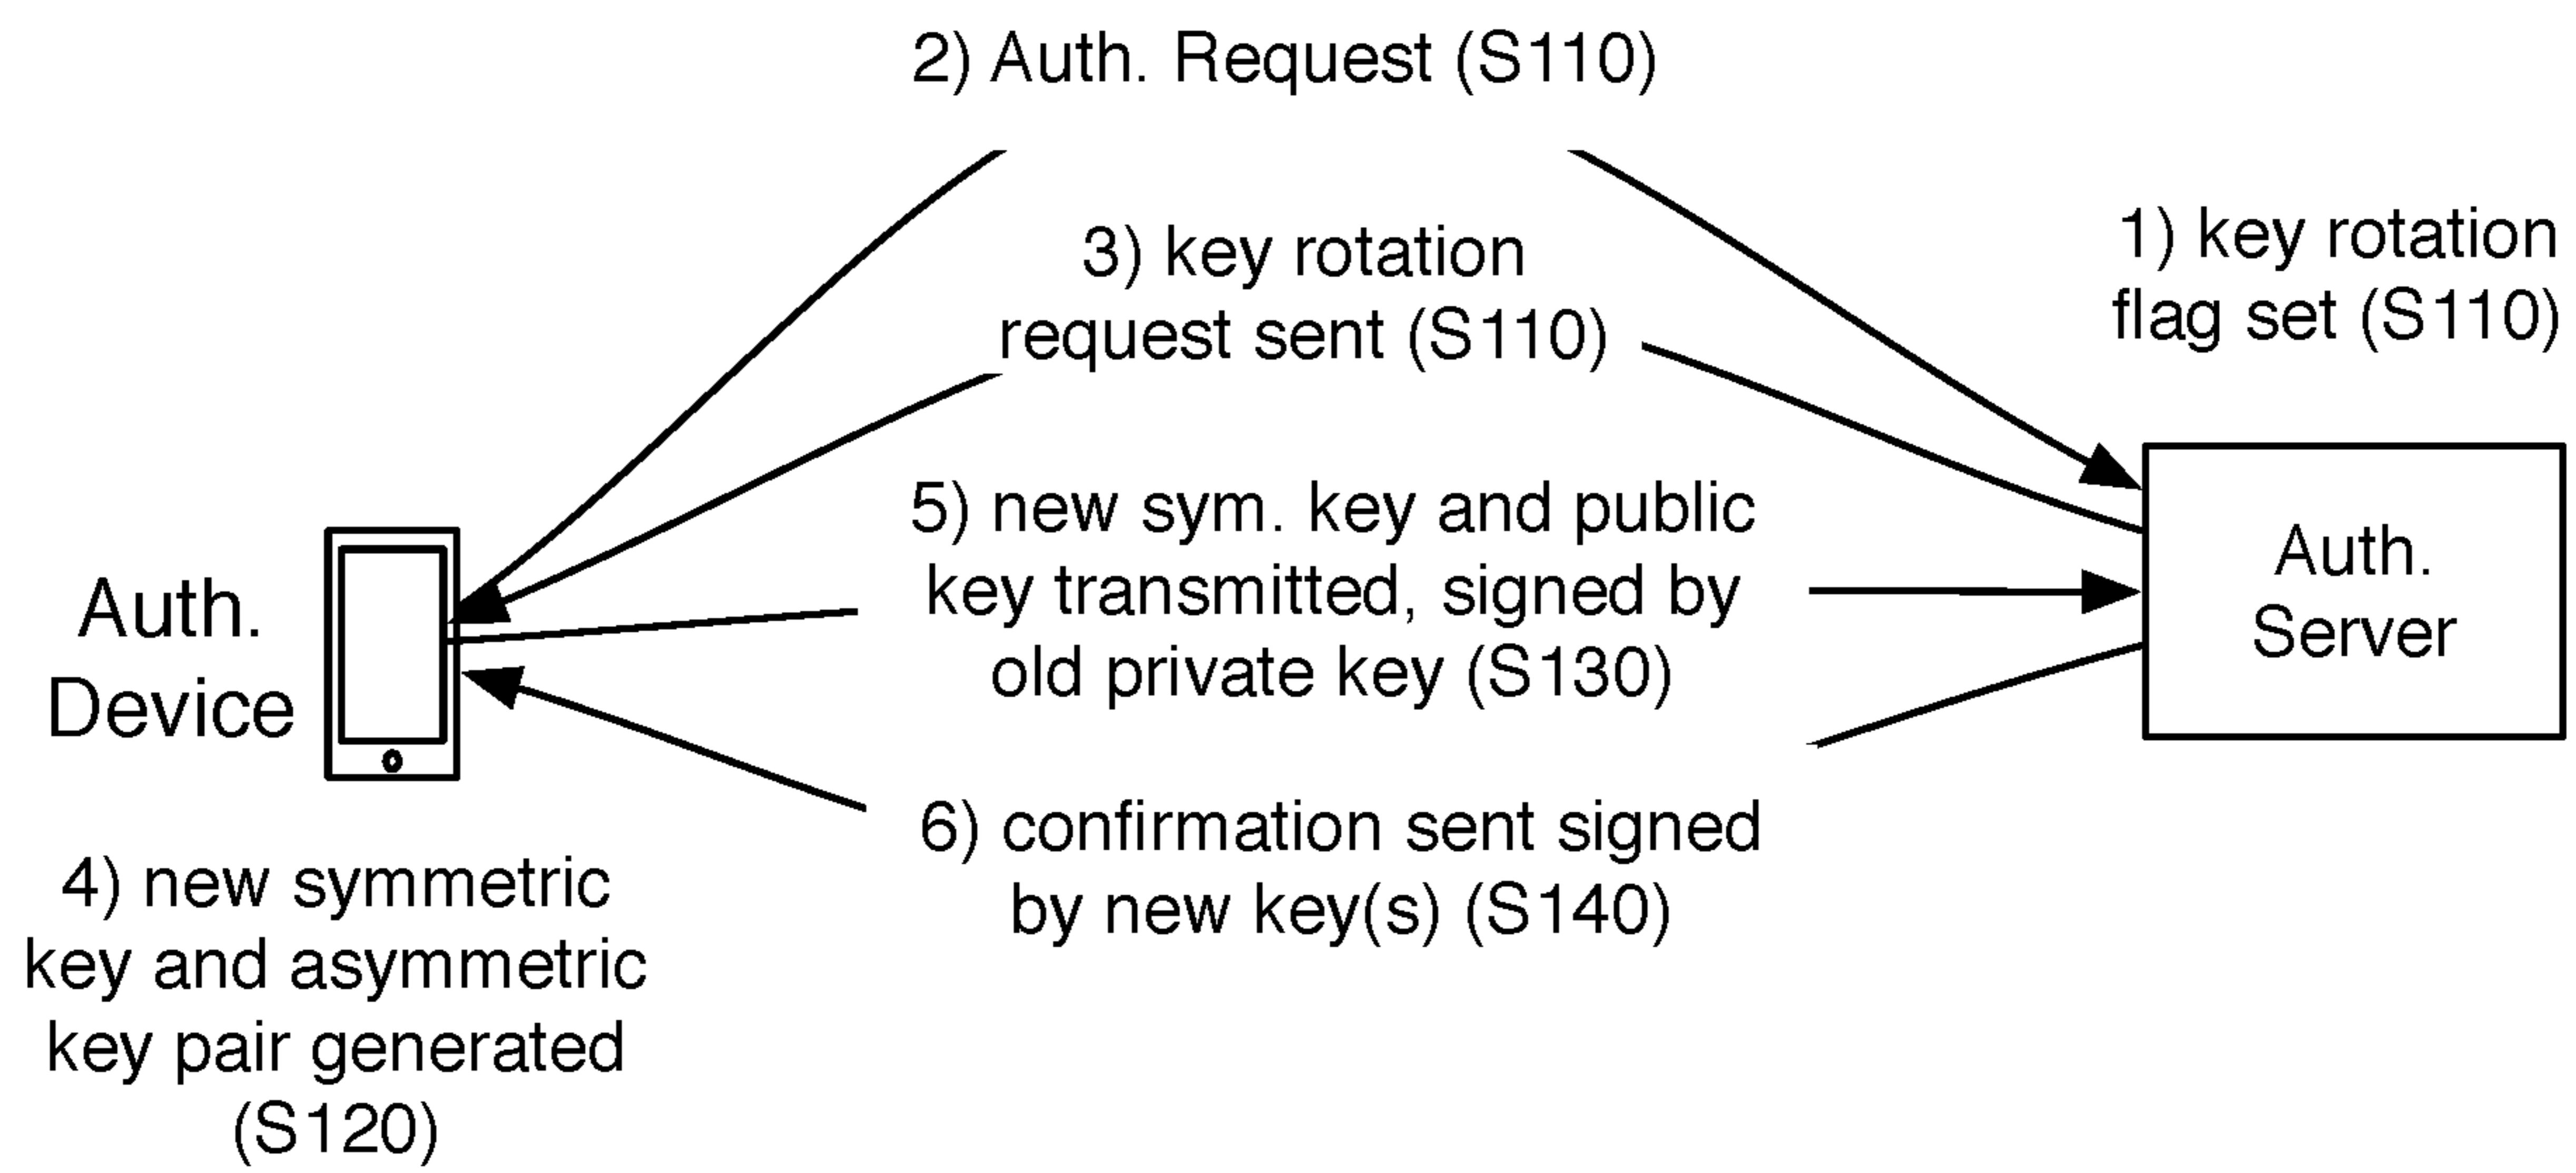 2) Auth. Request (S110)
1) key rotation
flag set (S110)
3) key rotation
request sent (S110)
5) new sym. key and public
key transmitted, signed by
old private key (S130)
Auth.
Server
Auth.
Device
6) confirmation sent signed
by new key(s) (S140)
4) new symmetric
key and asymmetric
key pair generated
(S120)